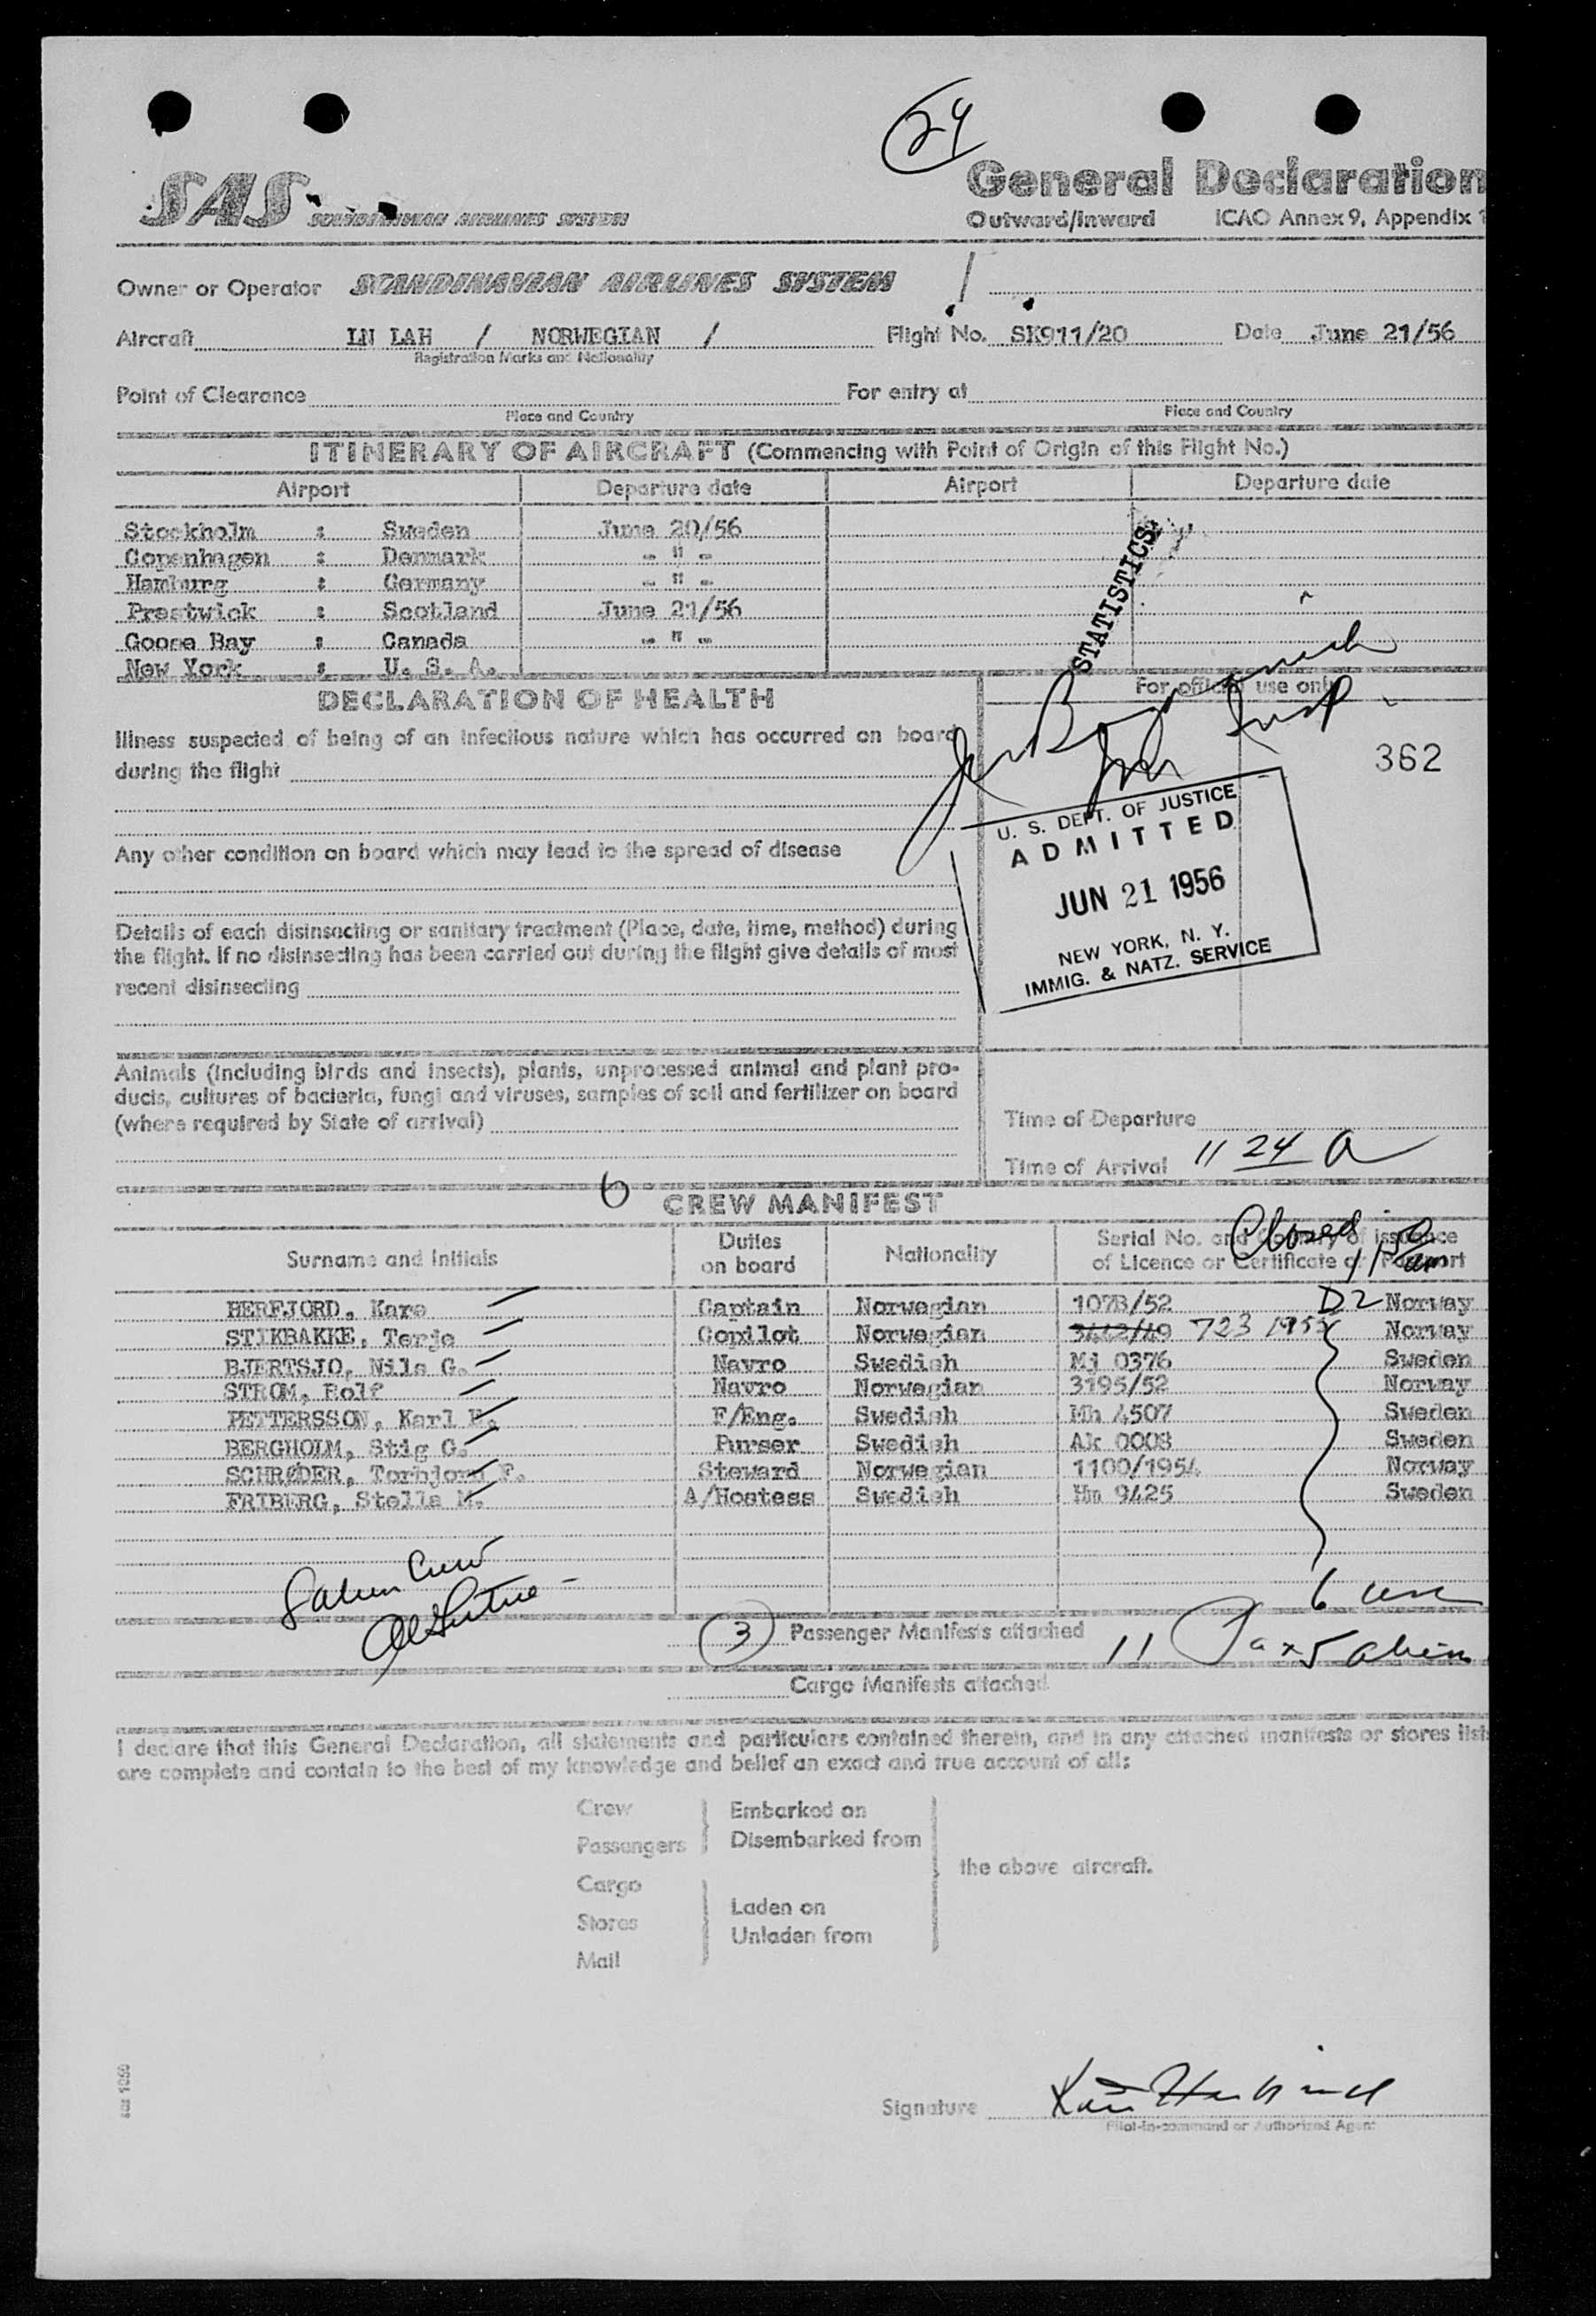 24
SAS SCANDINAVIAN AIRLINES SYSTEM
General Declaration
Outward/Inward ICAO Annex 9, Appendix 1
Owner or Operator SCANDINAVIAN AIRLINES SYSTEM
Aircraft LN LAH / NORWEGIAN / Flight No. SK911/20 Date June 21/56
Registration Marks and Nationality
Point of Clearance For entry at
Place and Country Place and Country
ITINERARY OF AIRCRAFT (Commencing with Point of Origin of this Flight No.)
Airport Departure date Airport Departure date
Stockholm : Sweden June 20/56
Copenhagen : Denmark - " -
Hamburg : Germany - " -
Prestwick : Scotland June 21/56
Goose Bay : Canada - " -
New York : U. S. A.
STATISTICS
DECLARATION OF HEALTH
For official use only
Illness suspected of being of an infectious nature which has occurred on board
during the flight
362
Any other condition on board which may lead to the spread of disease
Details of each disinsecting or sanitary treatment (Place, date, time, method) during
the flight. If no disinsecting has been carried out during the flight give details of most
recent disinsecting
U. S. DEPT. OF JUSTICE
ADMITTED
JUN 21 1956
NEW YORK, N. Y.
IMMIG. & NATZ. SERVICE
Animals (including birds and insects), plants, unprocessed animal and plant pro-
ducts, cultures of bacteria, fungi and viruses, samples of soil and fertilizer on board
(where required by State of arrival)
Time of Departure
Time of Arrival 11 24 a
6 CREW MANIFEST
Closed
Surname and Initials Duties on board Nationality Serial No. and Country of issuance of Licence or Certificate or Passport
HERFJORD, Kare Captain Norwegian 1073/52 D2 Norway
STIKBAKKE, Terje Copilot Norwegian 3442/49 723 1955 Norway
BJERTSJO, Nils G. Navro Swedish Mj 0376 Sweden
STROM, Rolf Navro Norwegian 3195/52 Norway
PETTERSSON, Karl E. F/Eng. Swedish Mh 4507 Sweden
BERGHOLM, Stig G. Purser Swedish Ak 0008 Sweden
SCHRØDER, Torbjorn F. Steward Norwegian 1100/1954 Norway
FRIBERG, Stella M. A/Hostess Swedish Hm 9425 Sweden
Crew
6
3 Passenger Manifests attached
11 Pax 5 aliens
Cargo Manifests attached
I declare that this General Declaration, all statements and particulars contained therein, and in any attached manifests or stores lists
are complete and contain to the best of my knowledge and belief an exact and true account of all:
Crew Embarked on
Passengers Disembarked from
the above aircraft.
Cargo
Stores Laden on
Unladen from
Mail
Signature
Pilot-in-command or Authorized Agent